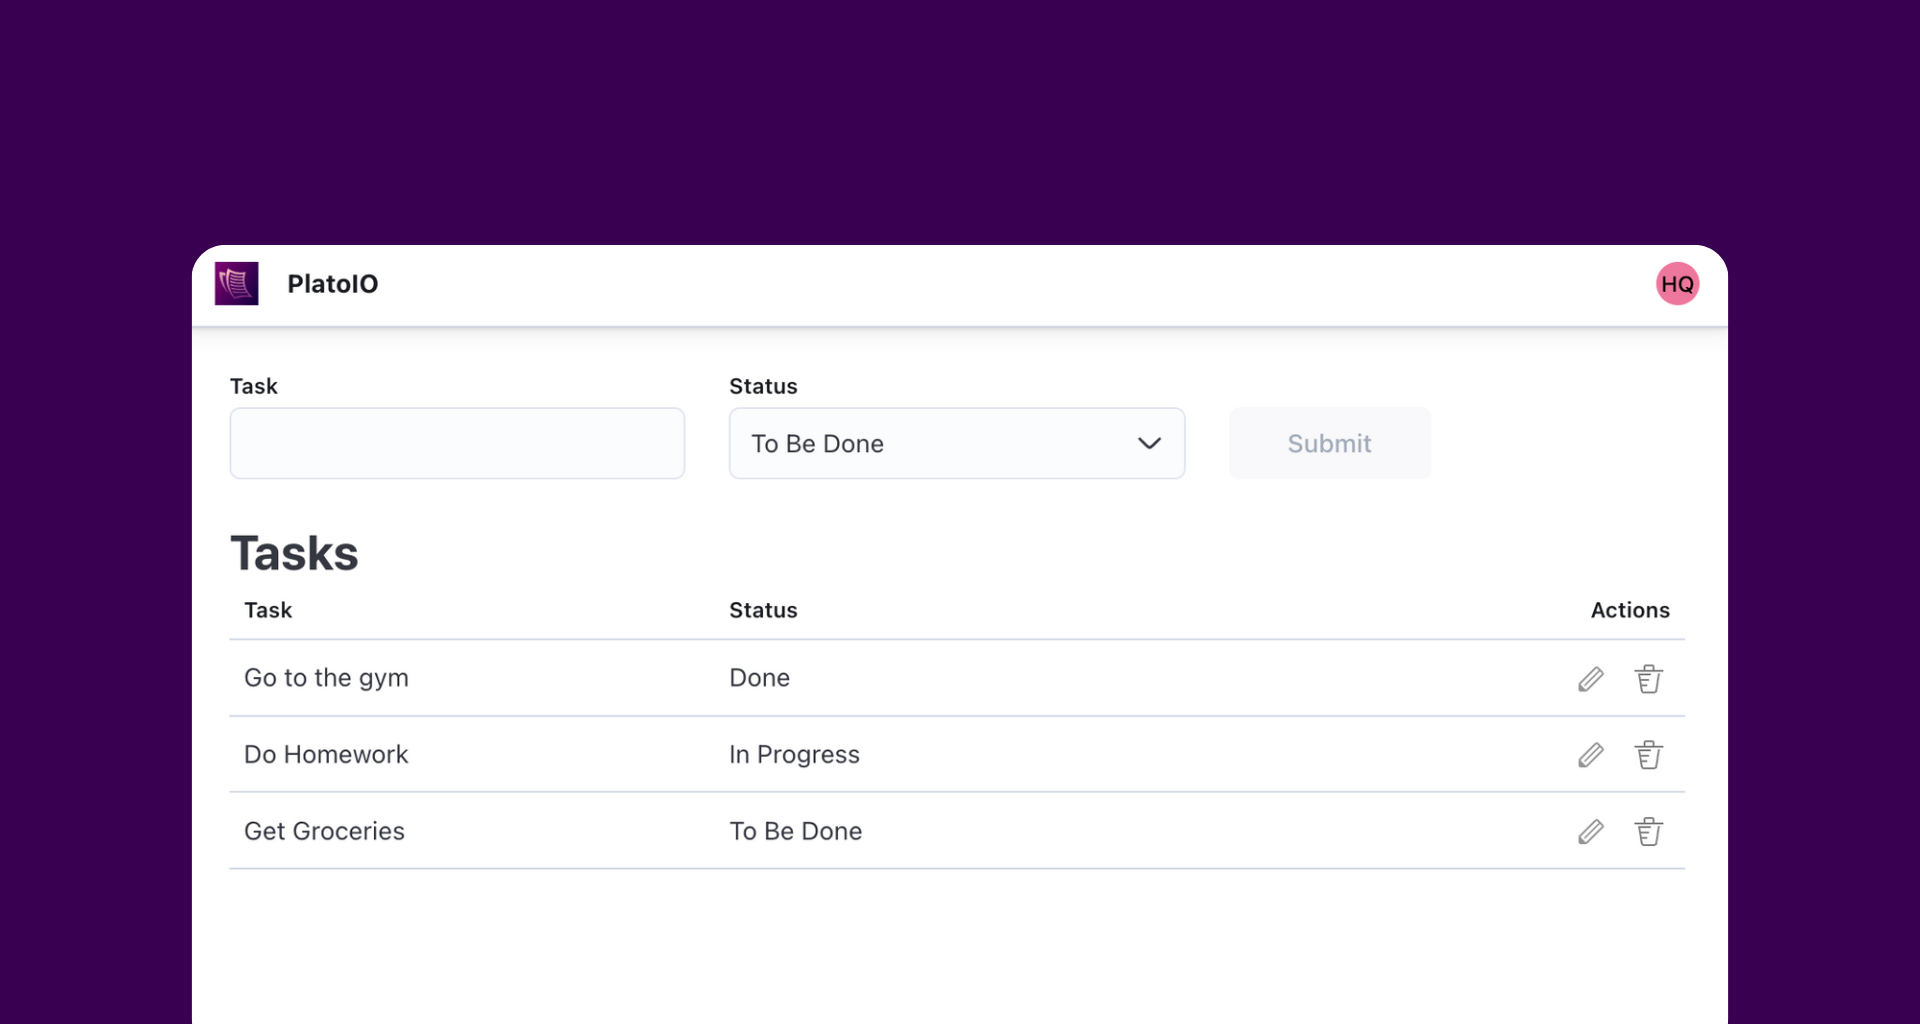 PlatoIO
HQ
Task
Status
To Be Done
Submit
Tasks
Task Status Actions
Go to the gym Done
Do Homework In Progress
Get Groceries To Be Done